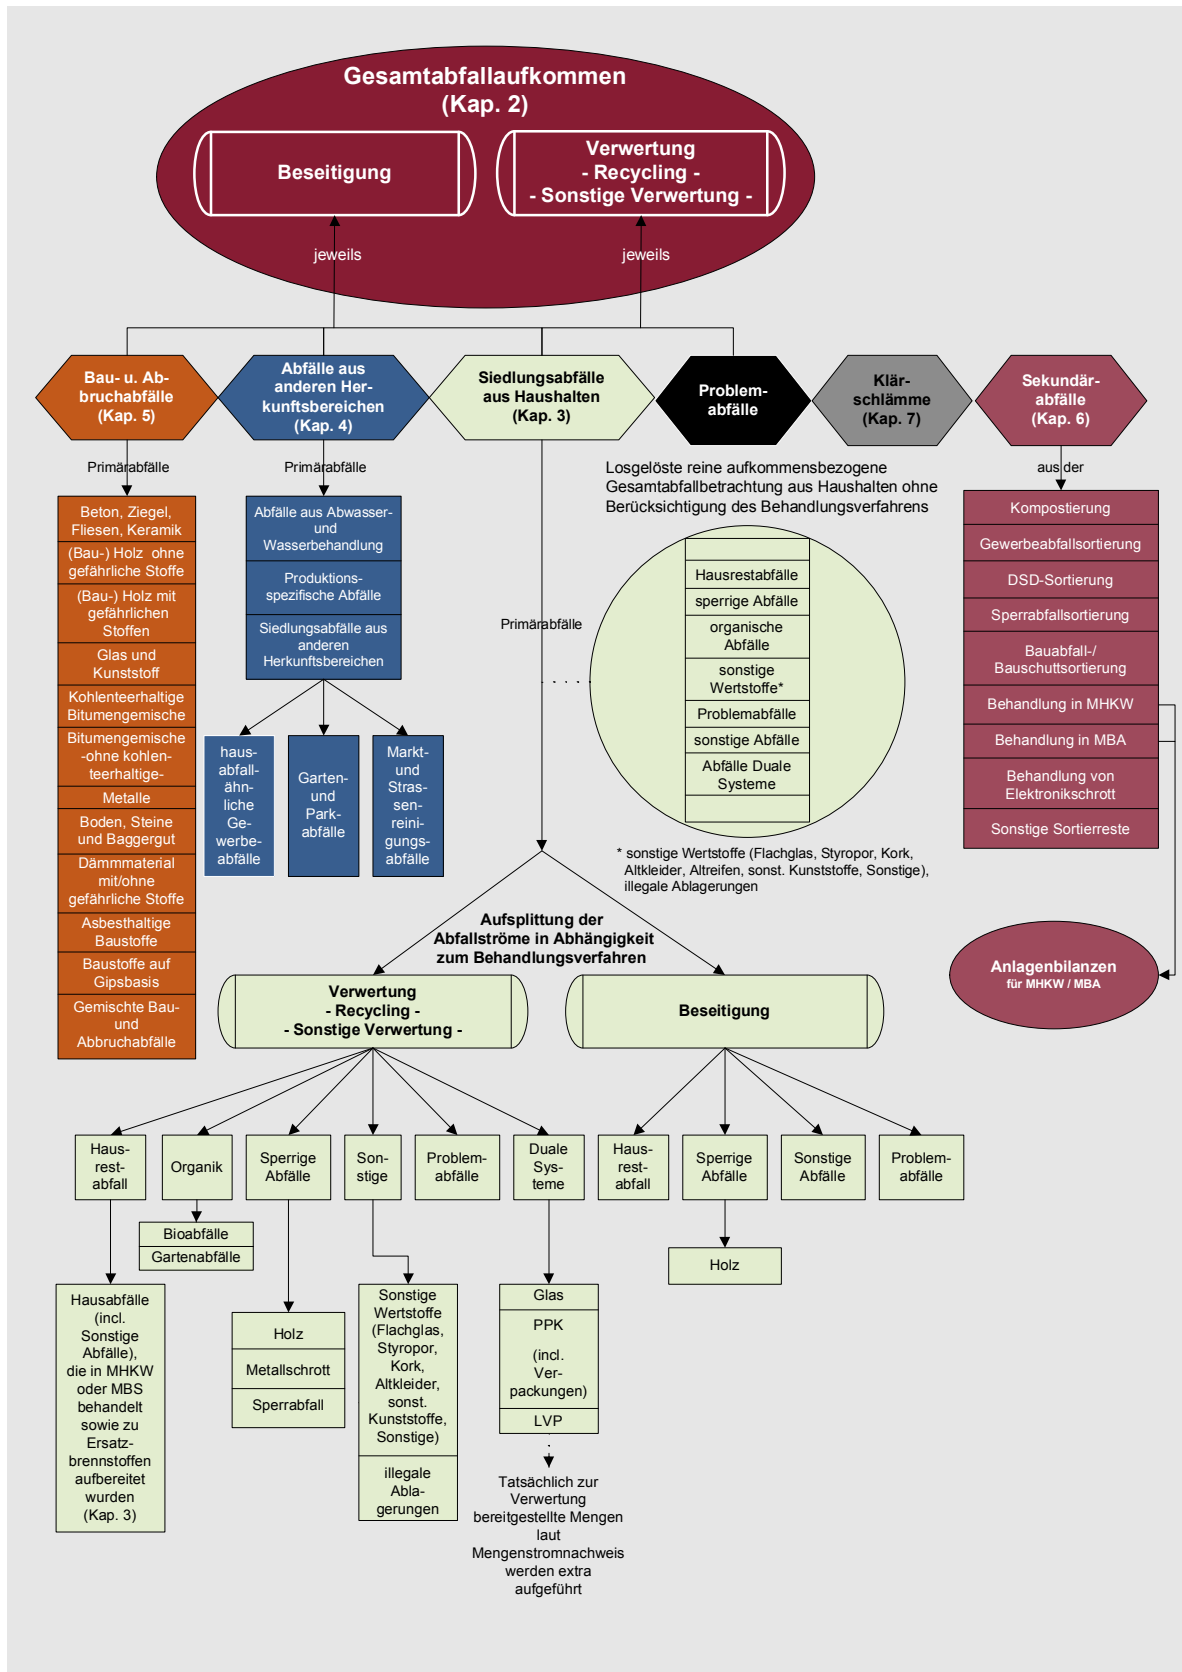 Gesamtabfallaufkommen
(Kap. 2)
Beseitigung
Verwertung
- Recycling -
- Sonstige Verwertung -
jeweils
jeweils
Bau- u. Ab-
bruchabfälle
(Kap. 5)
Abfälle aus
anderen Her-
kunftsbereichen
(Kap. 4)
Siedlungsabfälle
aus Haushalten
(Kap. 3)
Problem-
abfälle
Klär-
schlämme
(Kap. 7)
Sekundär-
abfälle
(Kap. 6)
Primärabfälle
Beton, Ziegel,
Fliesen, Keramik
(Bau-) Holz ohne
gefährliche Stoffe
(Bau-) Holz mit
gefährlichen
Stoffen
Glas und
Kunststoff
Kohlenteerhaltige
Bitumengemische
Bitumengemische
-ohne kohlen-
teerhaltige-
Metalle
Boden, Steine
und Baggergut
Dämmmaterial
mit/ohne
gefährliche Stoffe
Asbesthaltige
Baustoffe
Baustoffe auf
Gipsbasis
Gemischte Bau-
und
Abbruchabfälle
Primärabfälle
Abfälle aus Abwasser-
und
Wasserbehandlung
Produktions-
spezifische Abfälle
Siedlungsabfälle aus
anderen
Herkunftsbereichen
haus-
abfall-
ähn-
liche
Ge-
werbe-
abfälle
Garten-
und
Park-
abfälle
Markt-
und
Stras-
sen-
reini-
gungs-
abfälle
Primärabfälle
Losgelöste reine aufkommensbezogene
Gesamtabfallbetrachtung aus Haushalten ohne
Berücksichtigung des Behandlungsverfahrens
Hausrestabfälle
sperrige Abfälle
organische
Abfälle
sonstige
Wertstoffe*
Problemabfälle
sonstige Abfälle
Abfälle Duale
Systeme
* sonstige Wertstoffe (Flachglas, Styropor, Kork,
Altkleider, Altreifen, sonst. Kunststoffe, Sonstige),
illegale Ablagerungen
aus der
Kompostierung
Gewerbeabfallsortierung
DSD-Sortierung
Sperrabfallsortierung
Bauabfall-/
Bauschuttsortierung
Behandlung in MHKW
Behandlung in MBA
Behandlung von
Elektronikschrott
Sonstige Sortierreste
Anlagenbilanzen
für MHKW / MBA
Aufsplittung der
Abfallströme in Abhängigkeit
zum Behandlungsverfahren
Verwertung
- Recycling -
- Sonstige Verwertung -
Beseitigung
Haus-
rest-
abfall
Organik
Sperrige
Abfälle
Son-
stige
Problem-
abfälle
Duale
Sys-
teme
Haus-
rest-
abfall
Sperrige
Abfälle
Sonstige
Abfälle
Problem-
abfälle
Bioabfälle
Gartenabfälle
Holz
Hausabfälle
(incl.
Sonstige
Abfälle),
die in MHKW
oder MBS
behandelt
sowie zu
Ersatz-
brennstoffen
aufbereitet
wurden
(Kap. 3)
Holz
Metallschrott
Sperrabfall
Sonstige
Wertstoffe
(Flachglas,
Styropor,
Kork,
Altkleider,
sonst.
Kunststoffe,
Sonstige)
illegale
Abla-
gerungen
Glas
PPK
(incl.
Ver-
packungen)
LVP
Tatsächlich zur
Verwertung
bereitgestellte Mengen
laut
Mengenstromnachweis
werden extra
aufgeführt